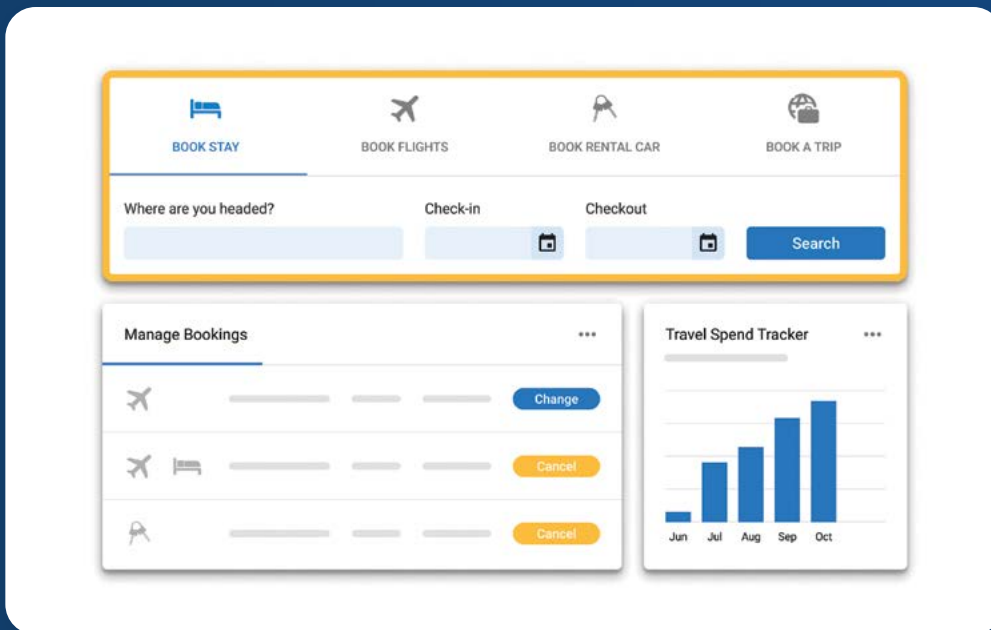 BOOK STAY
BOOK FLIGHTS
BOOK RENTAL CAR
BOOK A TRIP
Where are you headed?
Check-in
Checkout
Search
Manage Bookings
Change
Cancel
Cancel
Travel Spend Tracker
Jun Jul Aug Sep Oct